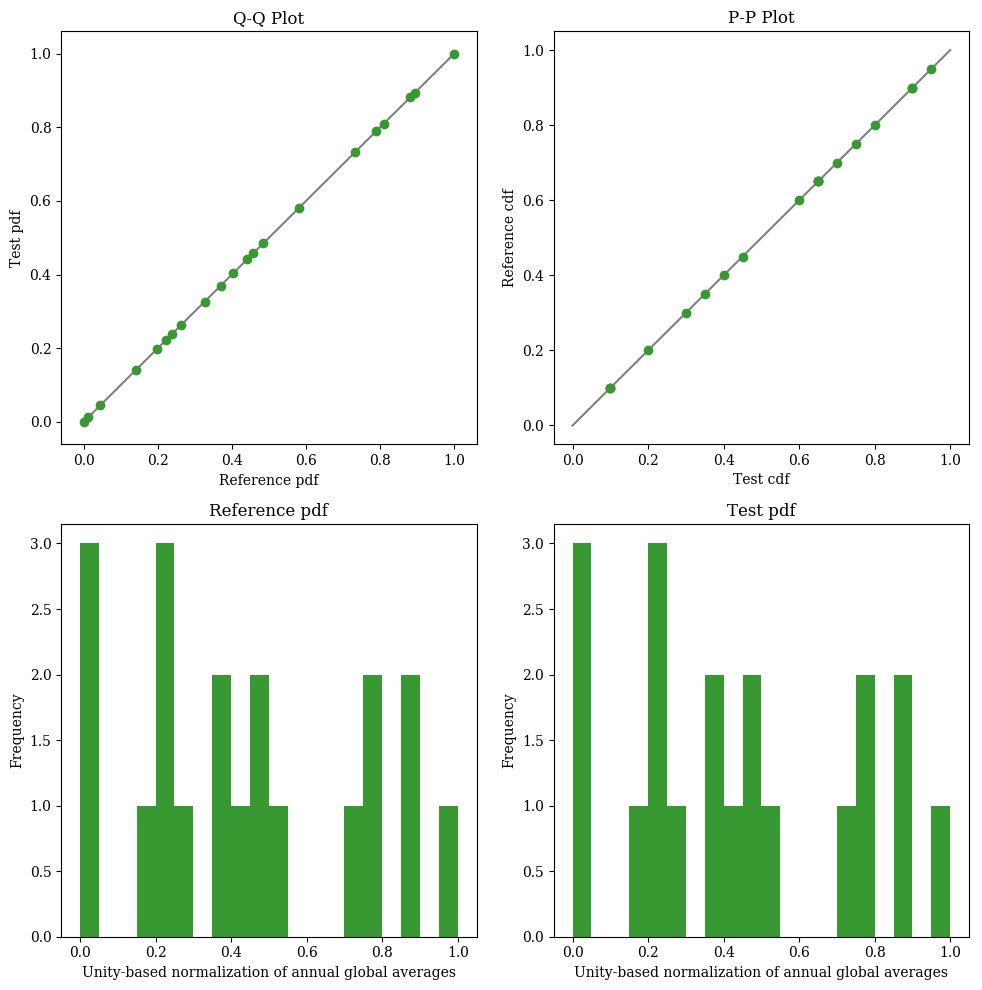 Q-Q Plot
1.0
0.8
0.6
0.4
0.2
0.0
Test pdf
0.0 0.2 0.4 0.6 0.8 1.0
Reference pdf
P-P Plot
1.0
0.8
0.6
0.4
0.2
0.0
Reference cdf
0.0 0.2 0.4 0.6 0.8 1.0
Test cdf
Reference pdf
3.0
2.5
2.0
1.5
1.0
0.5
0.0
Frequency
0.0 0.2 0.4 0.6 0.8 1.0
Unity-based normalization of annual global averages
Test pdf
3.0
2.5
2.0
1.5
1.0
0.5
0.0
Frequency
0.0 0.2 0.4 0.6 0.8 1.0
Unity-based normalization of annual global averages